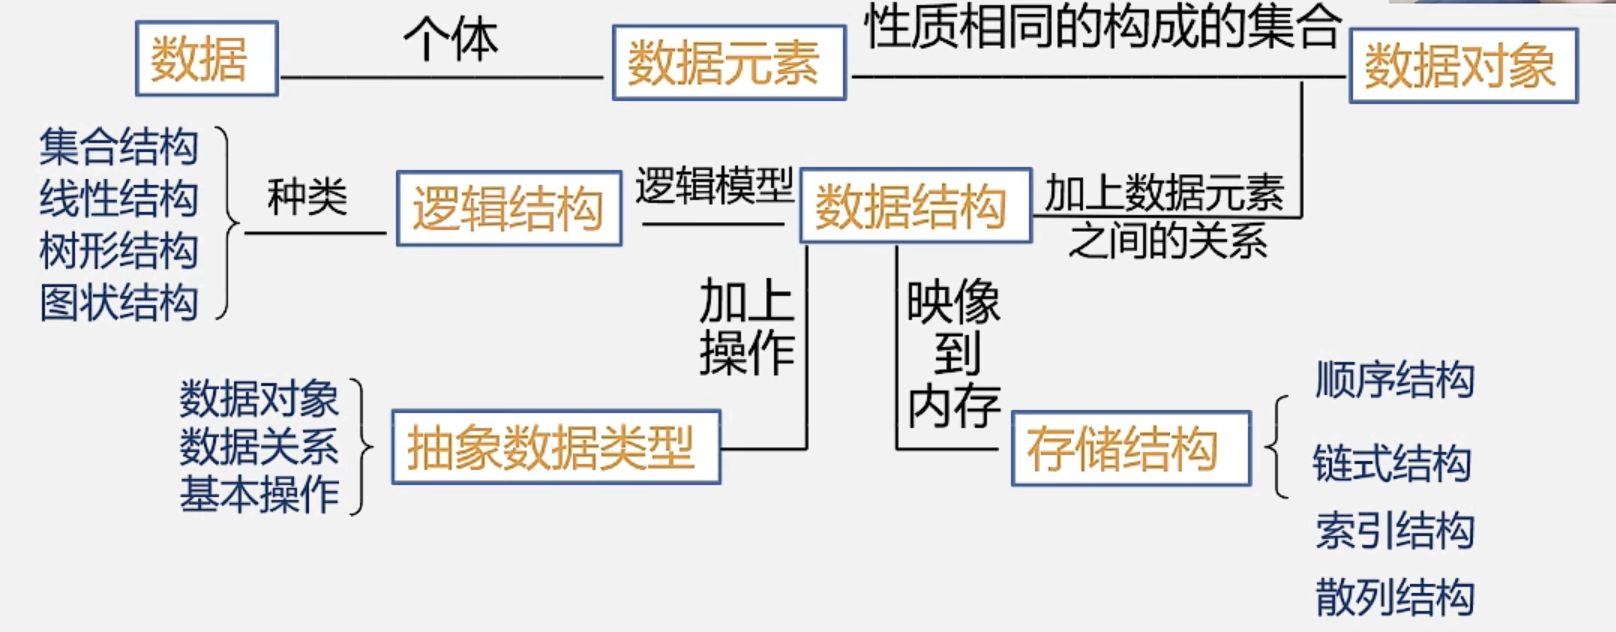 数据
个体
数据元素
性质相同的构成的集合
数据对象
集合结构
线性结构
树形结构
图状结构
种类
逻辑结构
逻辑模型
数据结构
加上数据元素
之间的关系
加上
操作
映像
到
内存
数据对象
数据关系
基本操作
抽象数据类型
存储结构
顺序结构
链式结构
索引结构
散列结构